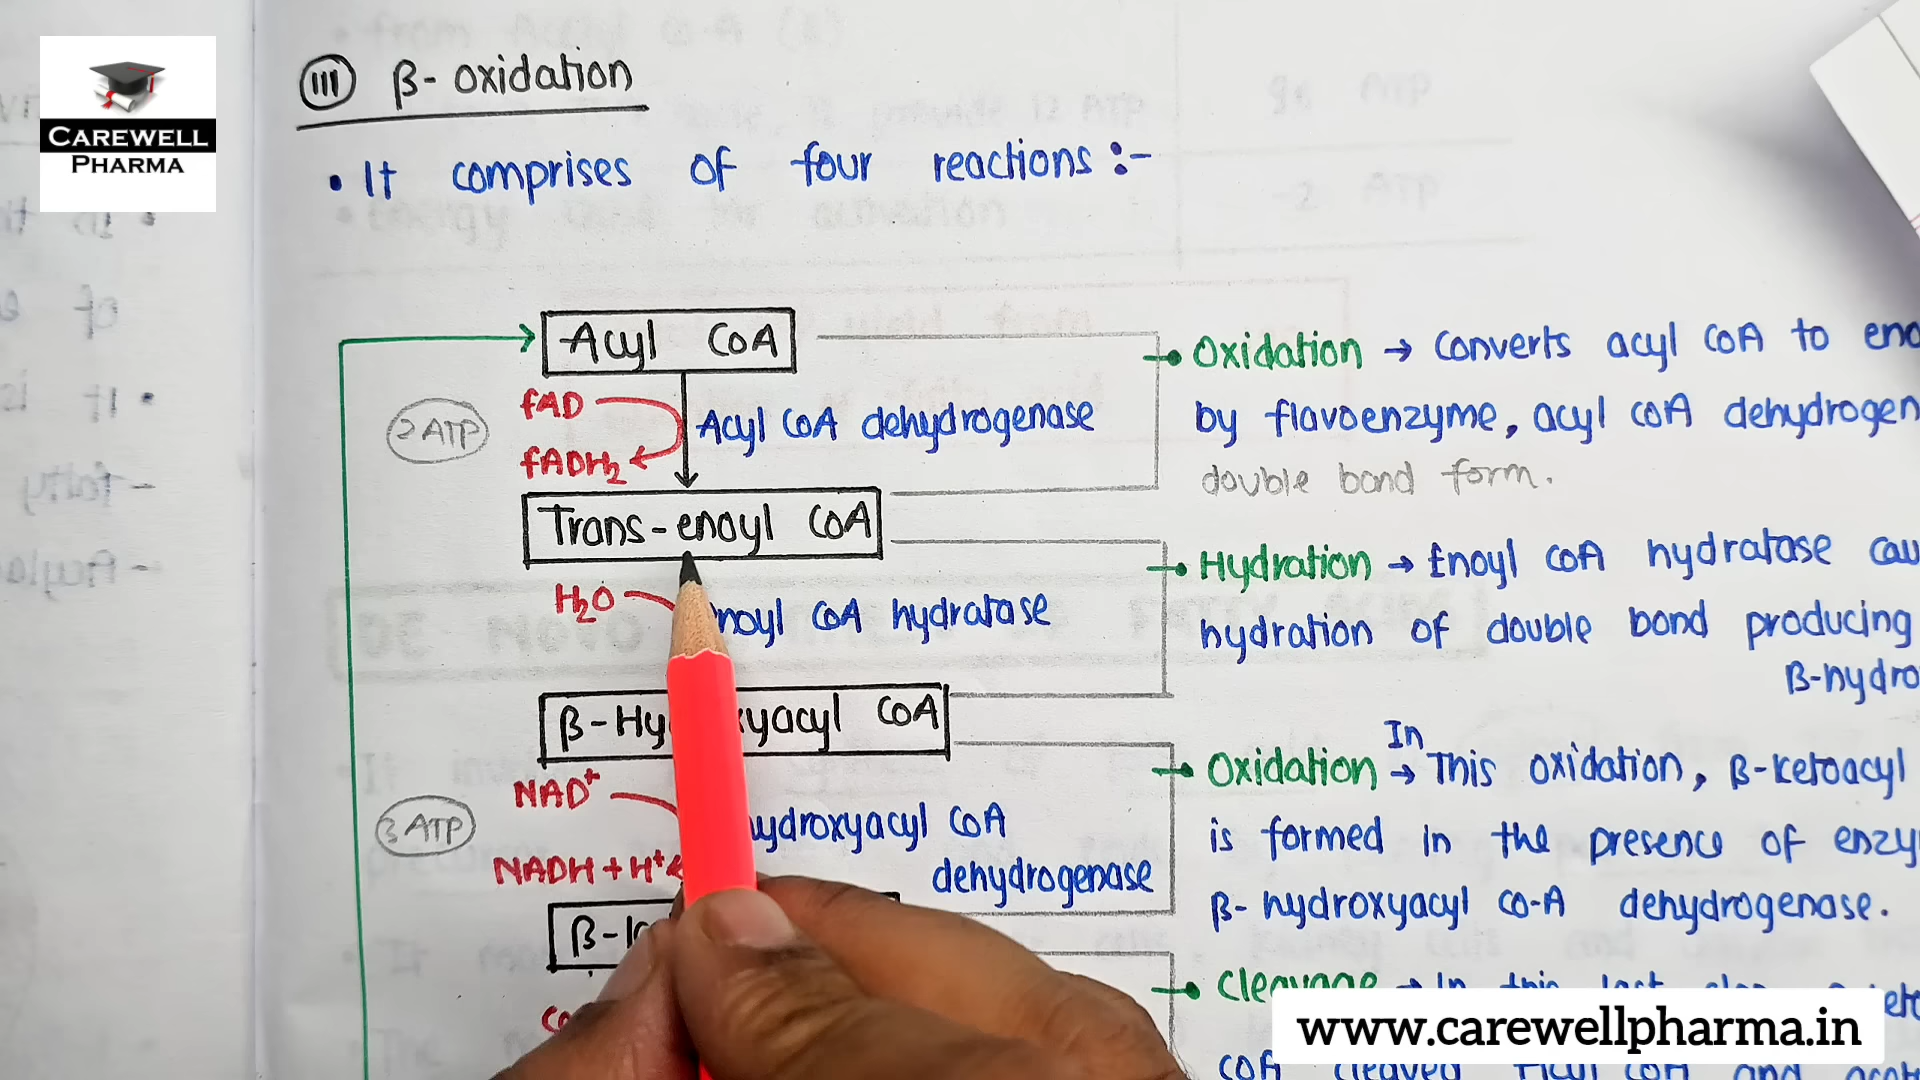 CAREWELL
PHARMA
III β- oxidation
• It comprises of four reactions :-
Acyl CoA
FAD
2 ATP
Acyl CoA dehydrogenase
FADH2
Trans-enoyl CoA
H2O
CoA hydratase
CoA
NAD+
3 ATP
CoA
NADH + H+
dehydrogenase
Oxidation → Converts acyl CoA to
by flavoenzyme, acyl CoA
double bond form.
Hydration → Enoyl CoA hydratase
hydration of double bond producing
In
Oxidation → This oxidation, β-ketoacyl
is formed in the presence of
β- hydroxyacyl Co-A dehydrogenase.
Cleavage →
www.carewellpharma.in